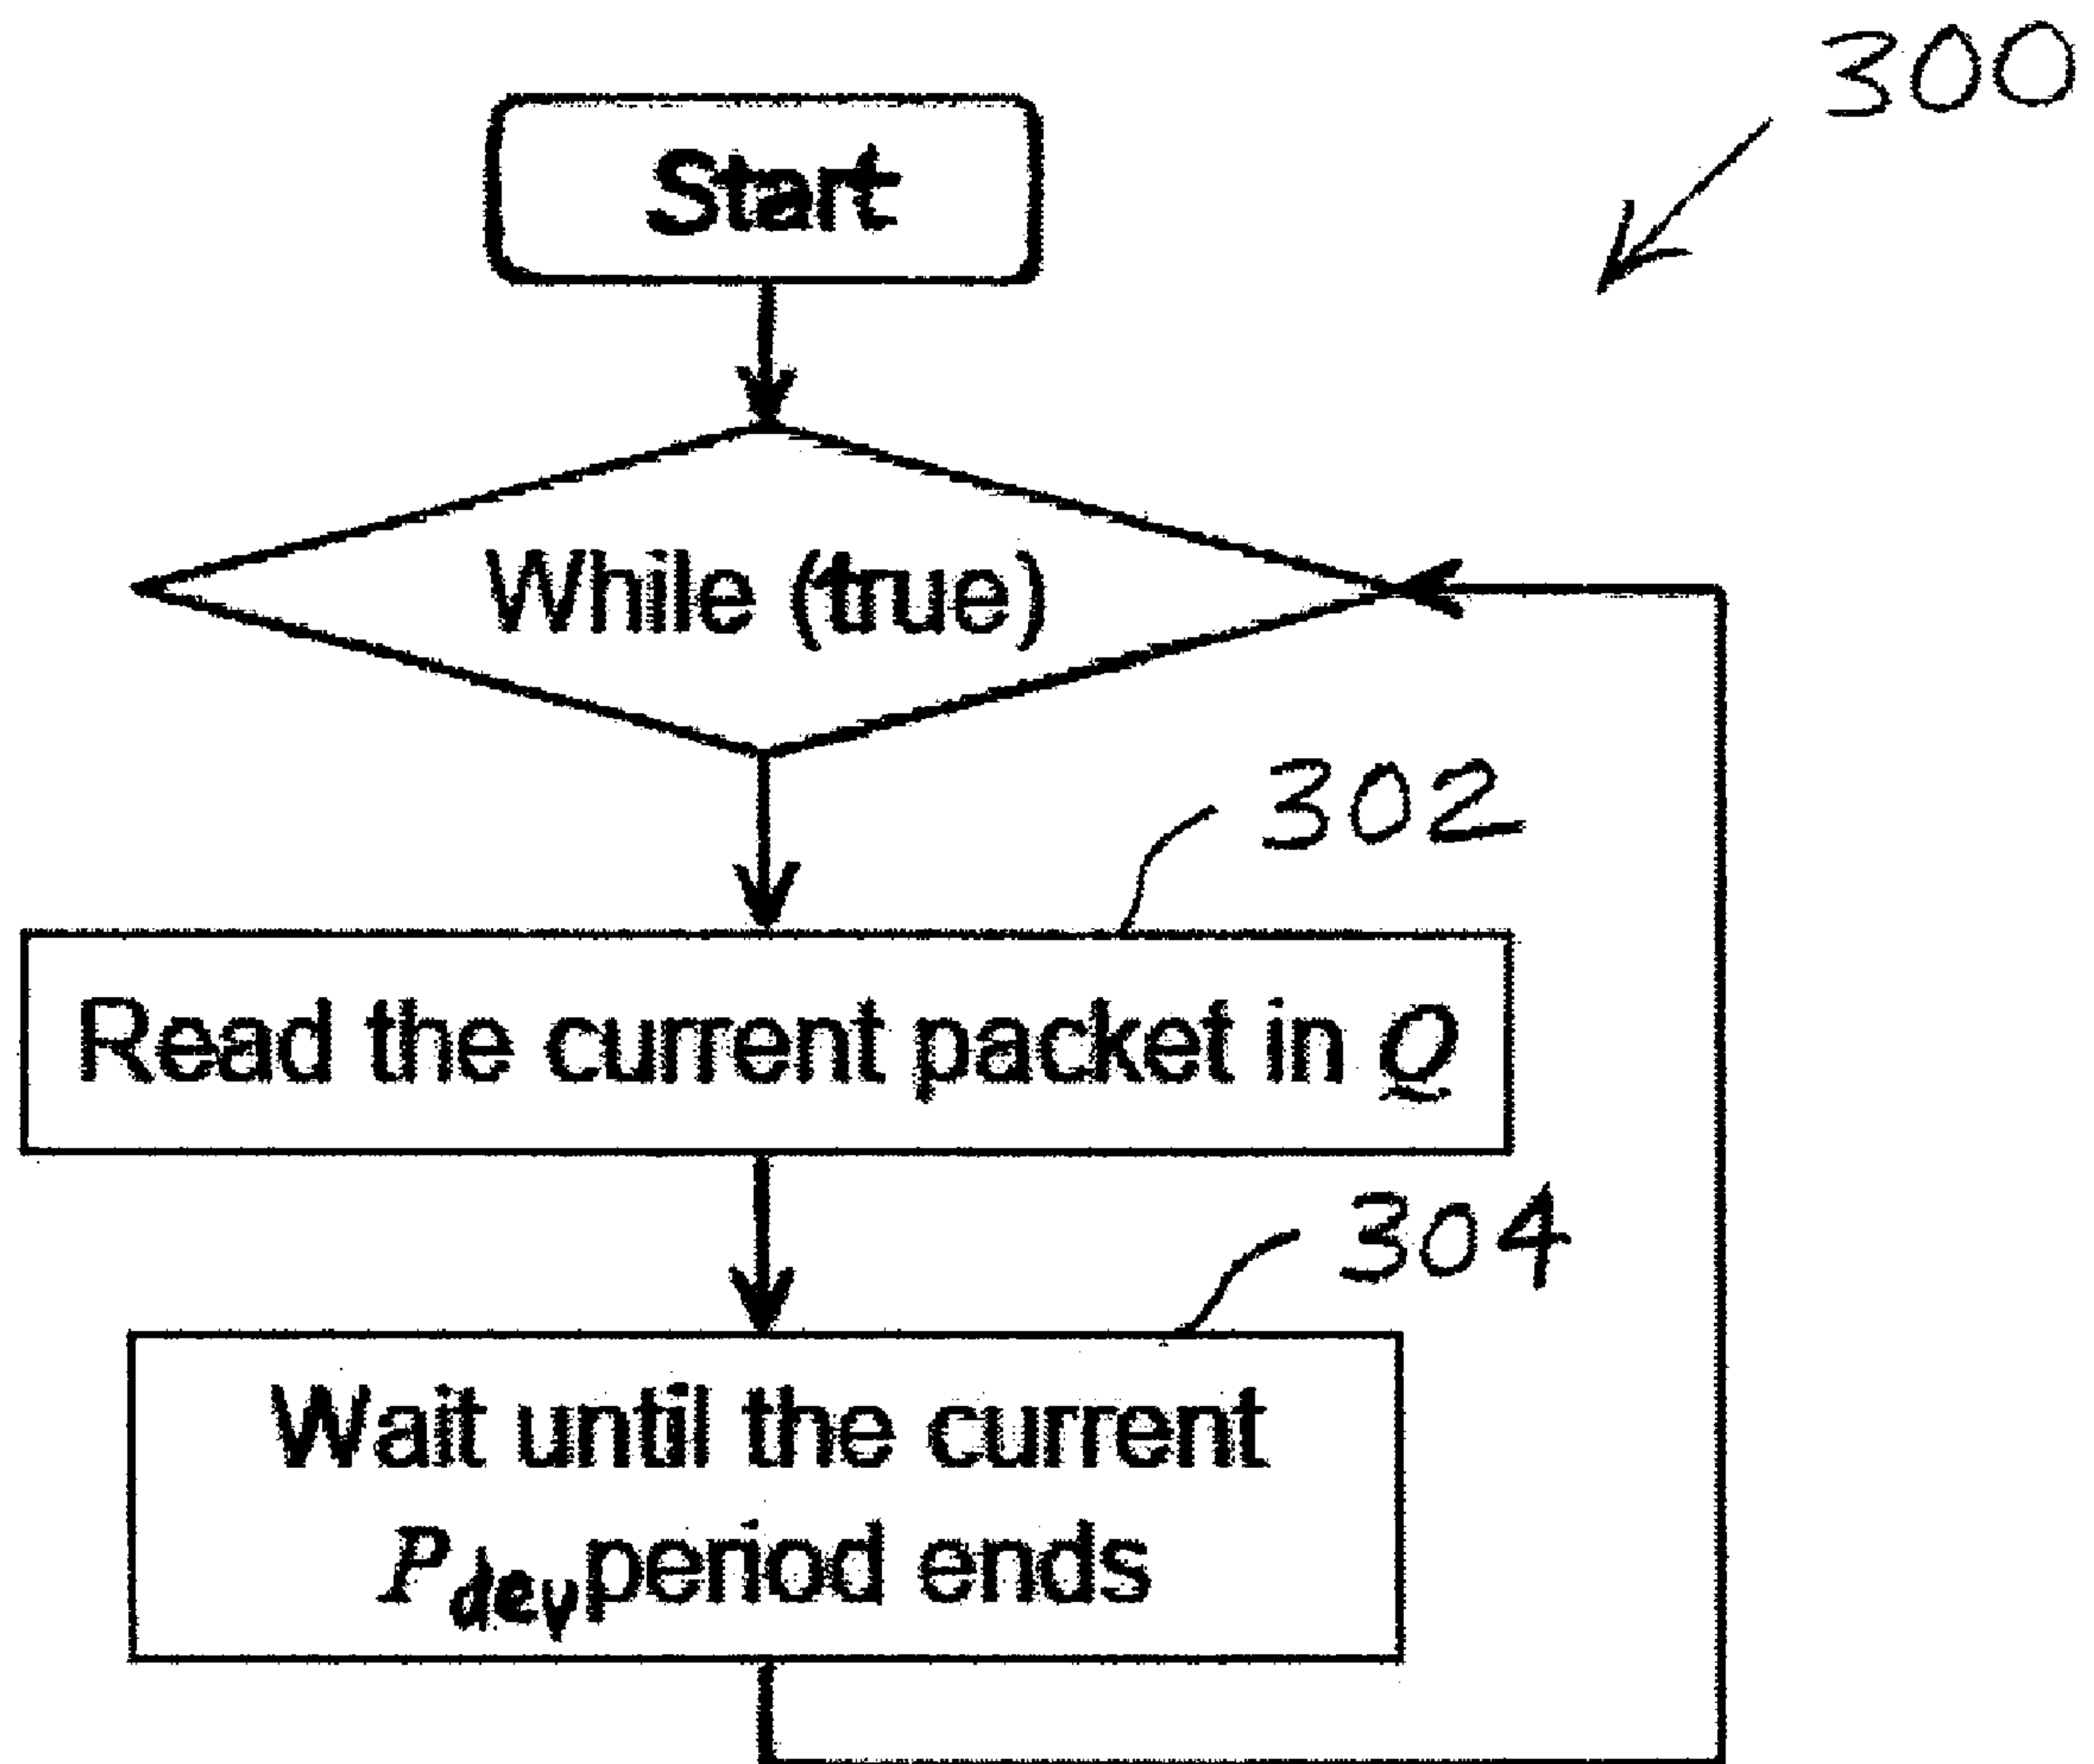 300
Start
While (true)
302
Read the current packet in Q
304
Wait until the current
P_dev period ends